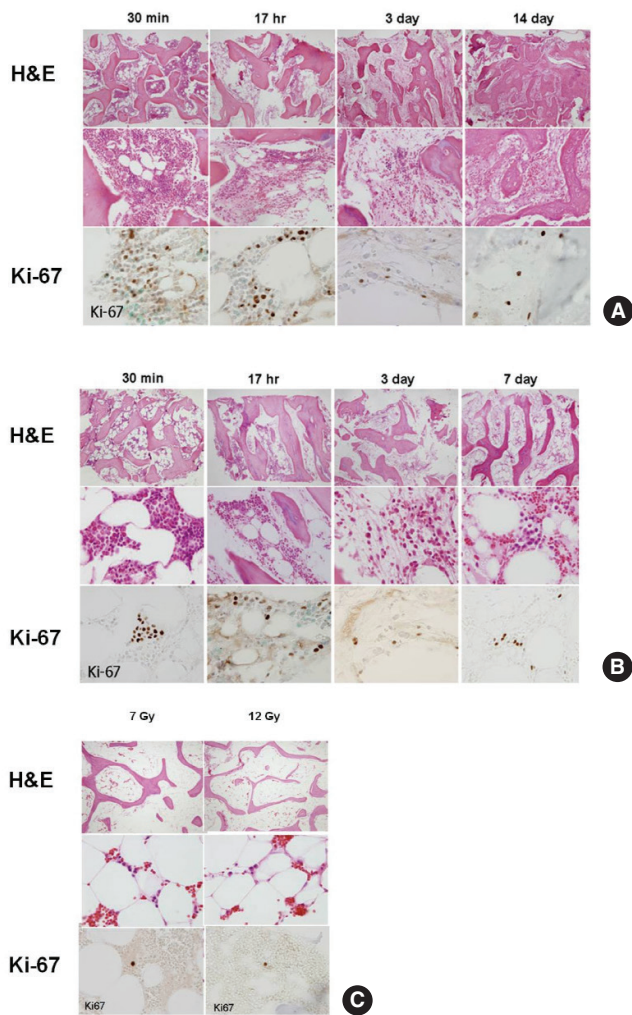 30 min 17 hr 3 day 14 day
H&E
Ki-67
Ki-67
A
30 min 17 hr 3 day 7 day
H&E
Ki-67
Ki-67
B
7 Gy 12 Gy
H&E
Ki-67
Ki67 Ki67
C